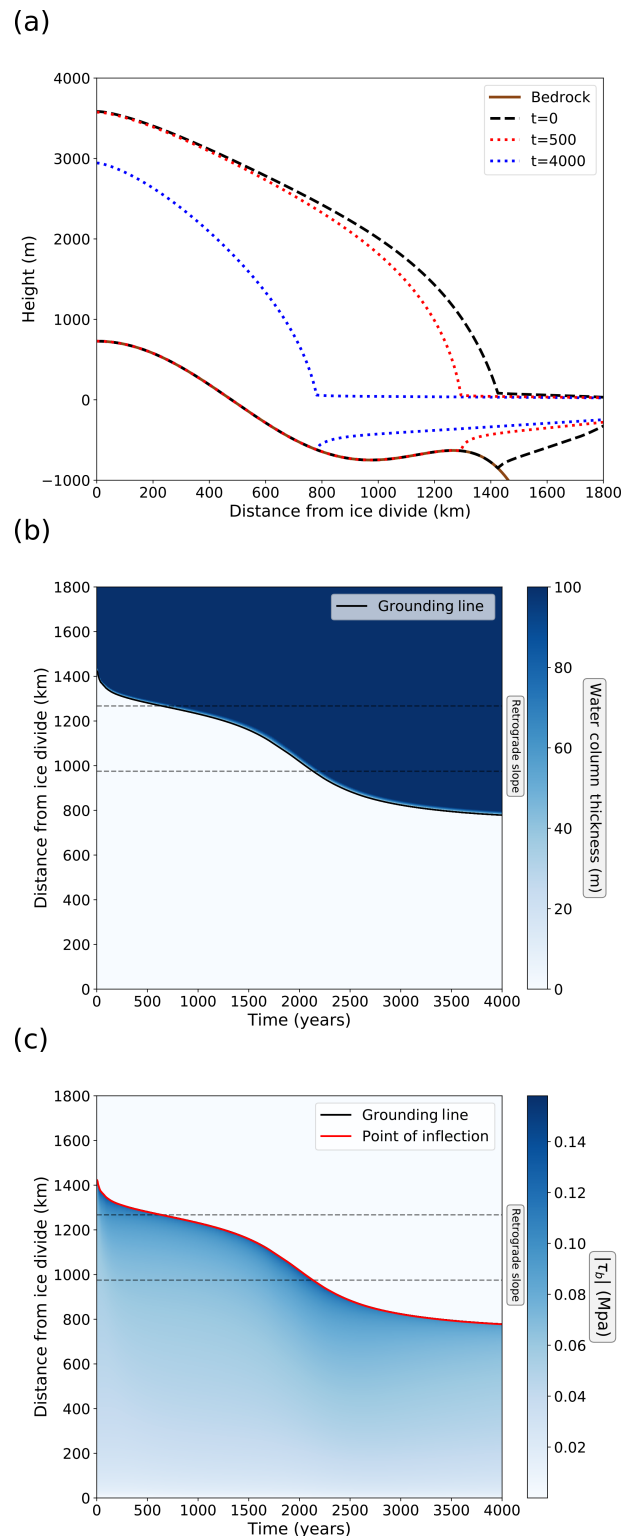 (a)
4000
3000
2000
1000
0
−1000
Height (m)
Bedrock
t=0
t=500
t=4000
0 200 400 600 800 1000 1200 1400 1600 1800
Distance from ice divide (km)
(b)
1800
1600
1400
1200
1000
800
600
400
200
0
Distance from ice divide (km)
Grounding line
0 500 1000 1500 2000 2500 3000 3500 4000
Time (years)
Retrograde slope
100
80
60
40
20
0
Water column thickness (m)
(c)
1800
1600
1400
1200
1000
800
600
400
200
0
Distance from ice divide (km)
Grounding line
Point of inflection
0 500 1000 1500 2000 2500 3000 3500 4000
Time (years)
Retrograde slope
0.14
0.12
0.10
0.08
0.06
0.04
0.02
|τb| (Mpa)